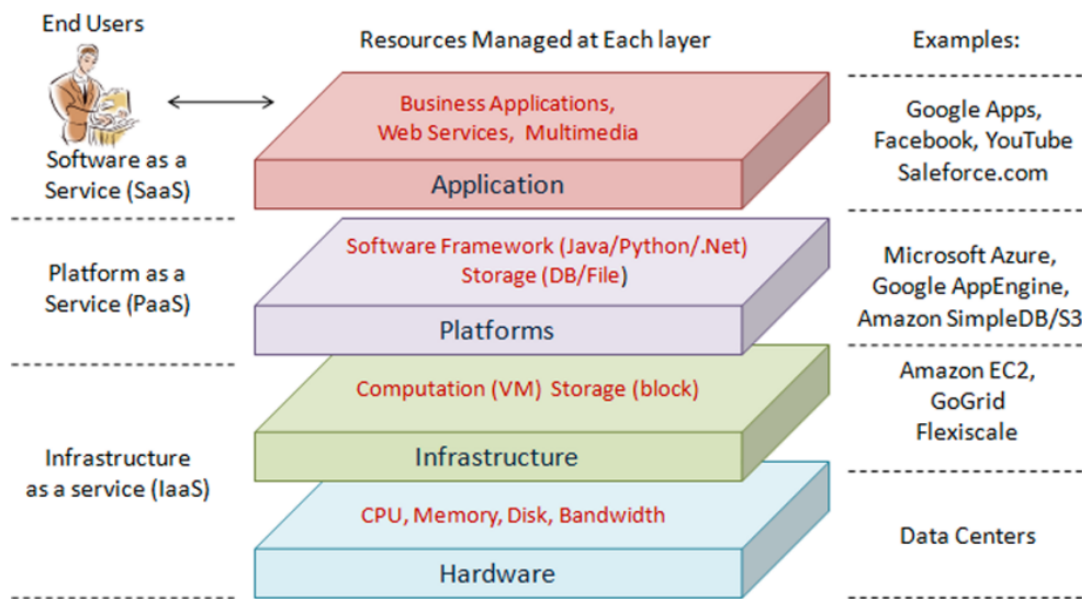 End Users
Resources Managed at Each layer
Examples:
Business Applications,
Web Services, Multimedia
Application
Google Apps,
Facebook, YouTube
Saleforce.com
Software as a
Service (SaaS)
Software Framework (Java/Python/.Net)
Storage (DB/File)
Platforms
Platform as a
Service (PaaS)
Microsoft Azure,
Google AppEngine,
Amazon SimpleDB/S3
Computation (VM) Storage (block)
Infrastructure
Amazon EC2,
GoGrid
Flexiscale
Infrastructure
as a service (IaaS)
CPU, Memory, Disk, Bandwidth
Hardware
Data Centers